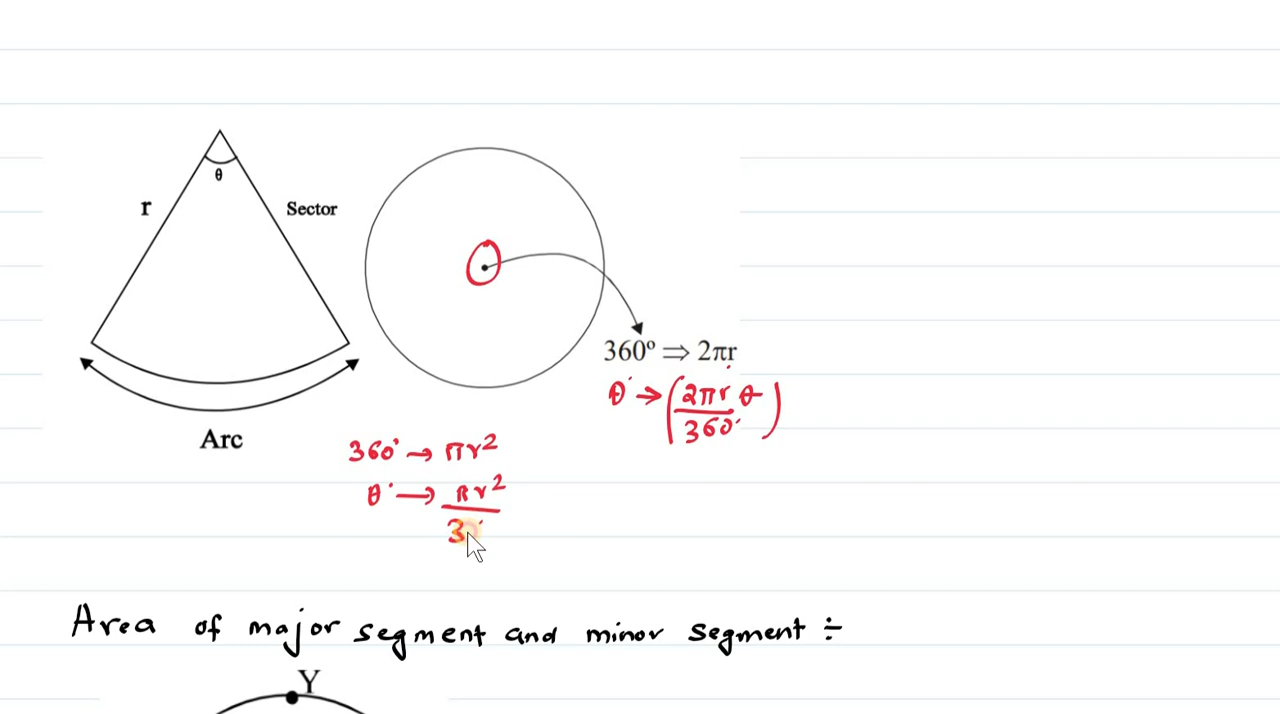 θ
r
Sector
Arc
360° ⇒ 2πr
θ° → (2πr/360° θ)
360° → πr²
θ° → πr²/3
Area of major segment and minor segment ÷
Y